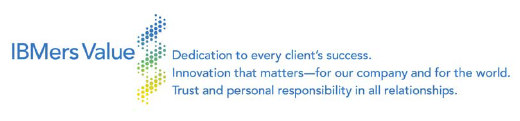 IBMers Value
Dedication to every client's success.
Innovation that matters—for our company and for the world.
Trust and personal responsibility in all relationships.